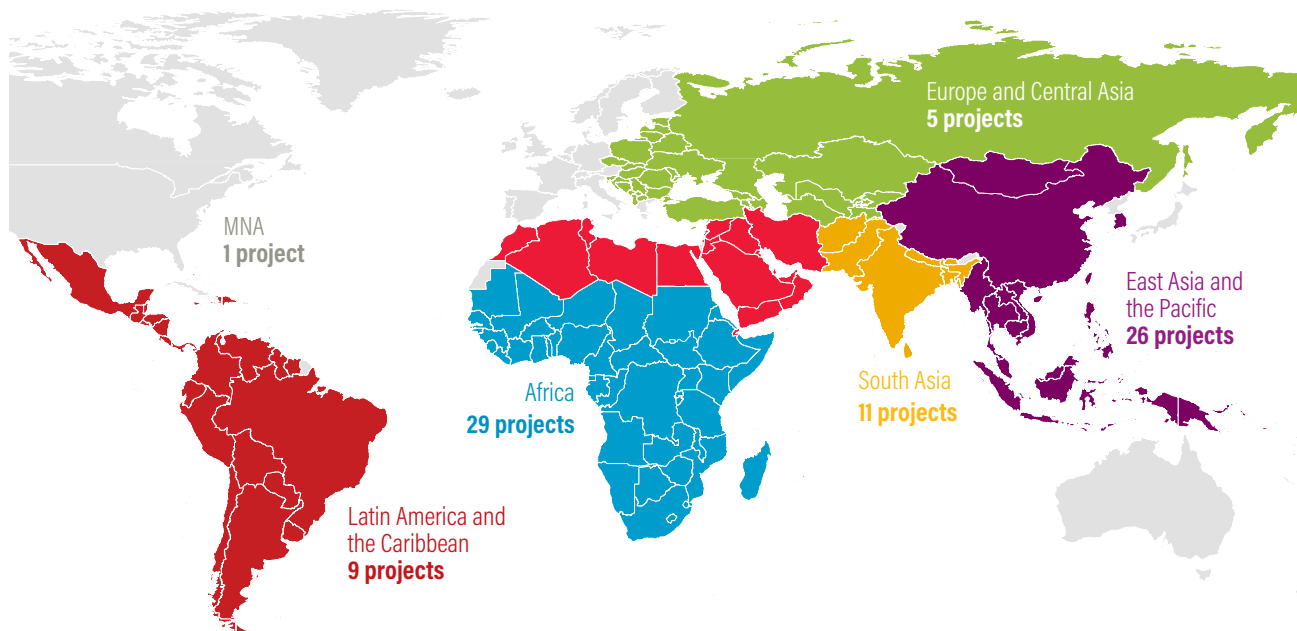 Europe and Central Asia
5 projects
MNA
1 project
East Asia and
the Pacific
26 projects
South Asia
11 projects
Africa
29 projects
Latin America and
the Caribbean
9 projects